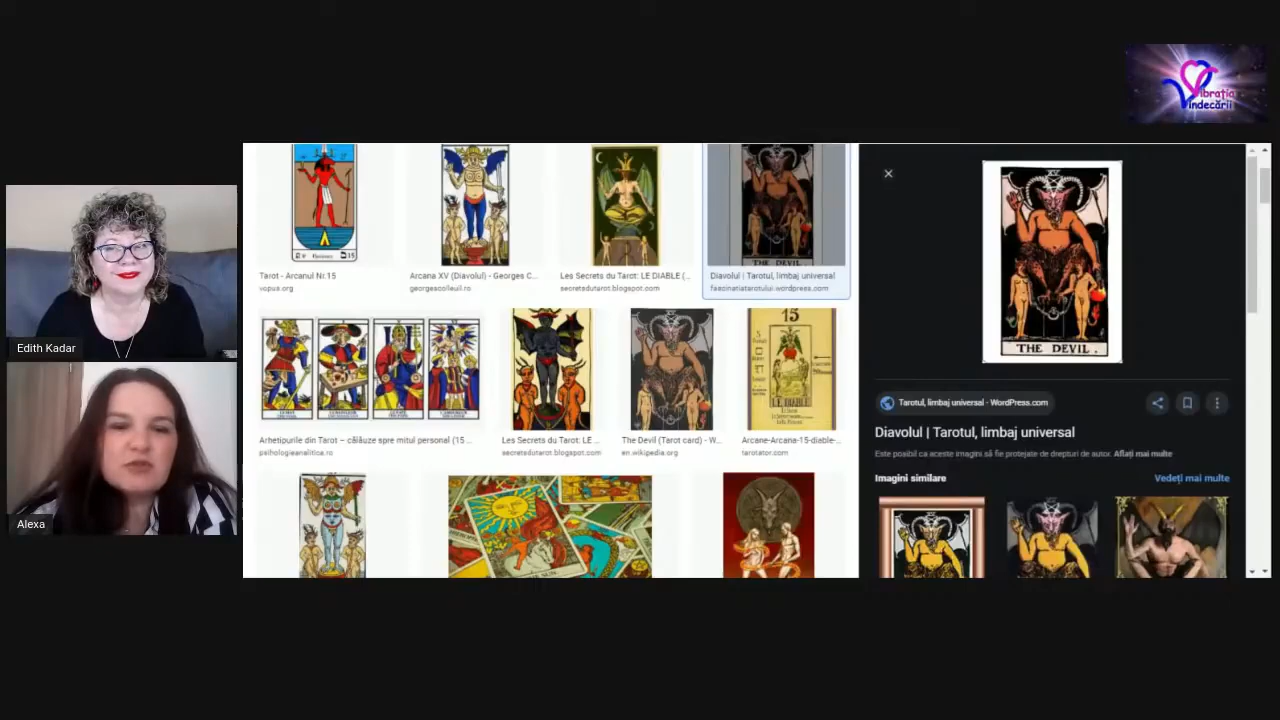 Vibrația
Vindecării
Edith Kadar
Alexa
Tarot - Arcanul Nr.15
vopus.org
Arcana XV (Diavolul) - Georges C...
georgescolleuil.ro
Les Secrets du Tarot: LE DIABLE (...
secretsdutarot.blogspot.com
THE DEVIL
Diavolul | Tarotul, limbaj universal
fascinatiatarotului.wordpress.com
Arhetipurile din Tarot – călăuze spre mitul personal (15 ...
psihologieanalitica.ro
Les Secrets du Tarot: LE ...
secretsdutarot.blogspot.com
The Devil (Tarot card) - W...
en.wikipedia.org
15
LE DIABLE
Arcane-Arcana-15-diable-...
tarotator.com
XV
THE DEVIL .
Tarotul, limbaj universal - WordPress.com
Diavolul | Tarotul, limbaj universal
Este posibil ca aceste imagini să fie protejate de drepturi de autor. Aflați mai multe
Imagini similare
Vedeți mai multe